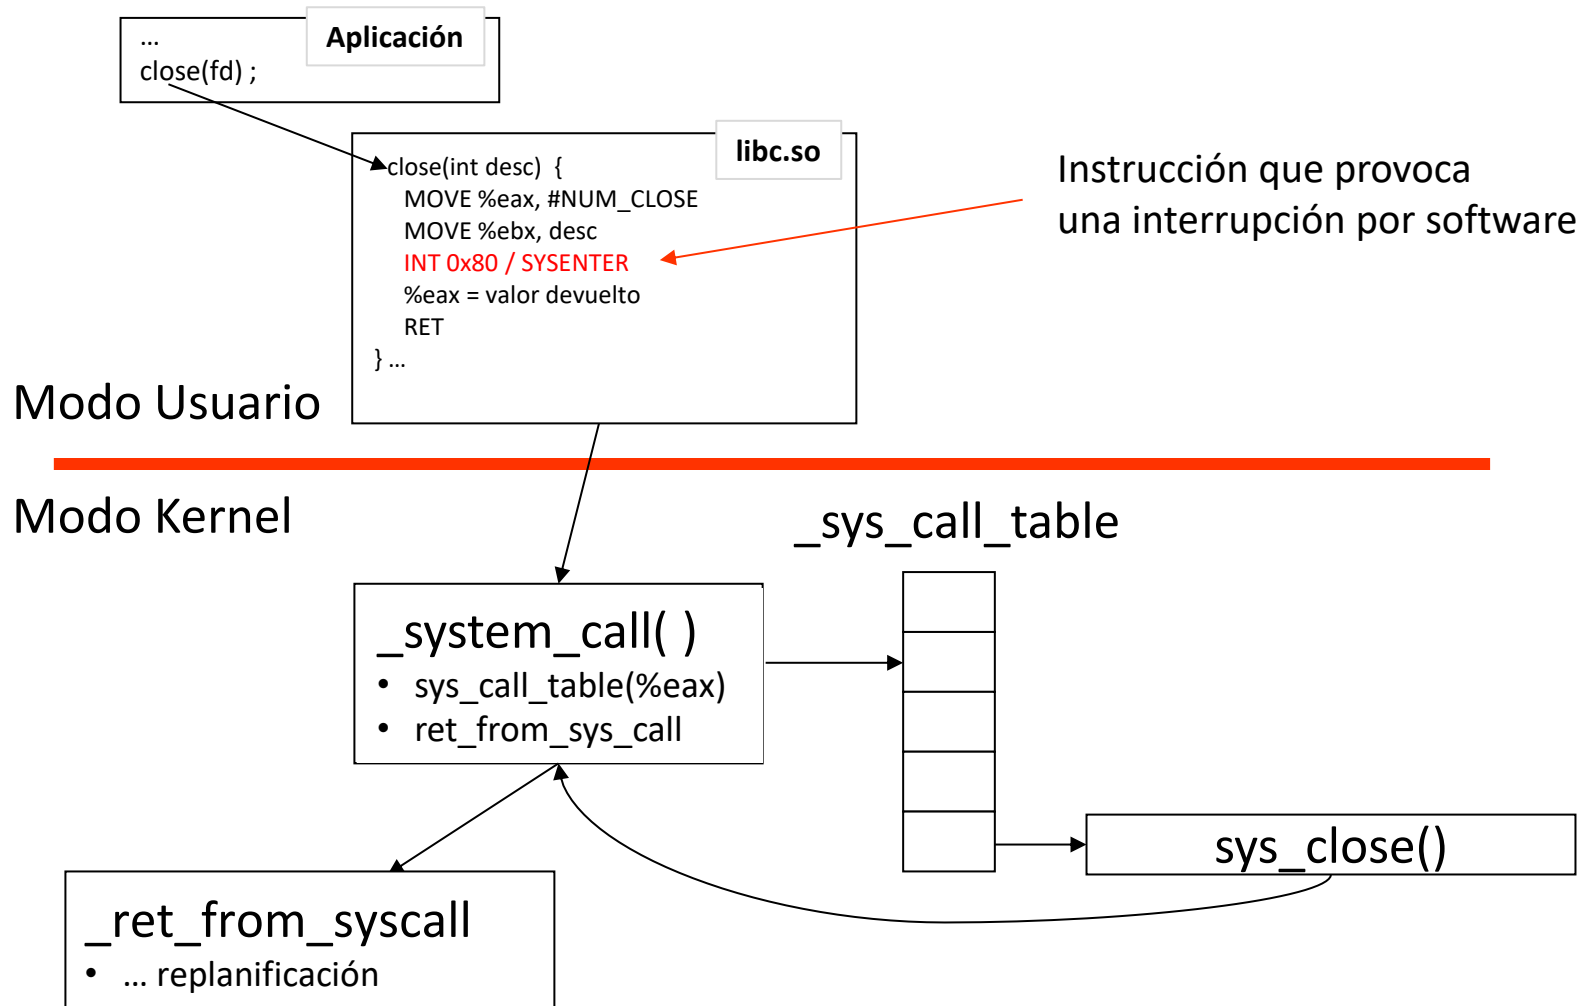 Aplicación
...
close(fd) ;
libc.so
close(int desc) {
MOVE %eax, #NUM_CLOSE
MOVE %ebx, desc
INT 0x80 / SYSENTER
%eax = valor devuelto
RET
} ...
Instrucción que provoca
una interrupción por software
Modo Usuario
Modo Kernel
_sys_call_table
_system_call( )
• sys_call_table(%eax)
• ret_from_sys_call
sys_close()
_ret_from_syscall
• ... replanificación